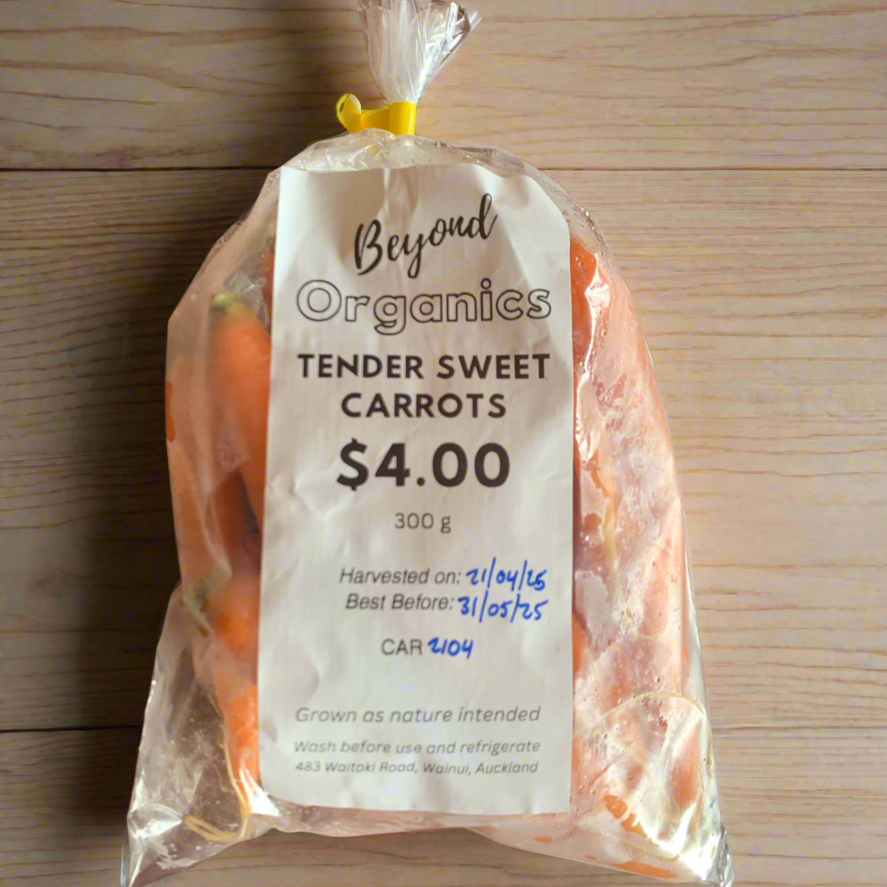 Beyond
Organics
TENDER SWEET
CARROTS
$4.00
300 g
Harvested on: 21/04/25
Best Before: 31/05/25
CAR 2104
Grown as nature intended
Wash before use and refrigerate
483 Waitoki Road, Wainui, Auckland